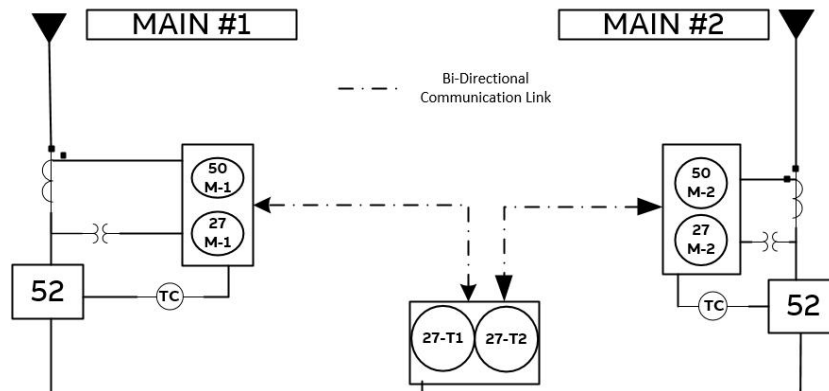 MAIN #1
MAIN #2
Bi-Directional
Communication Link
50
M-1
27
M-1
50
M-2
27
M-2
52
TC
TC
52
27-T1
27-T2